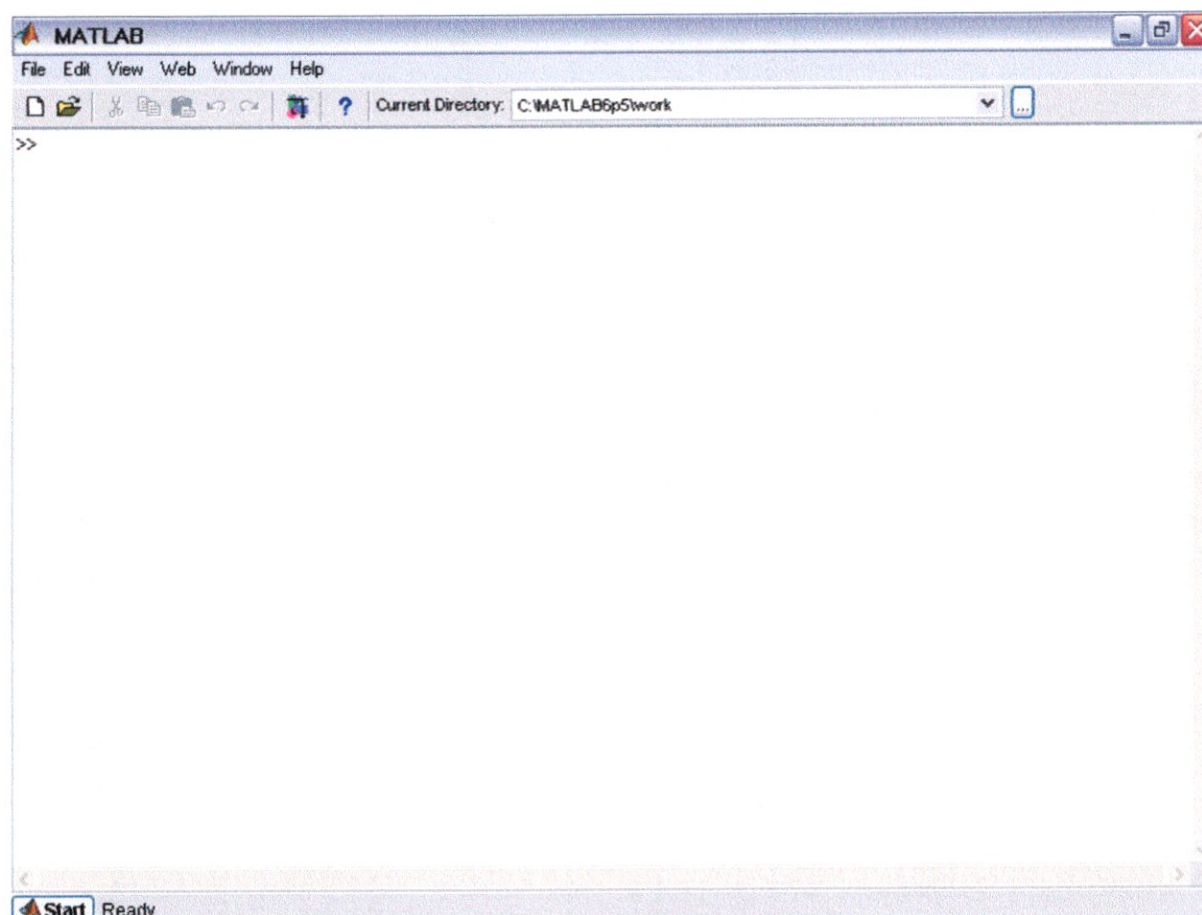 MATLAB
File Edit View Web Window Help
? Current Directory: C:\MATLAB6p5\work ...
>>
Start Ready